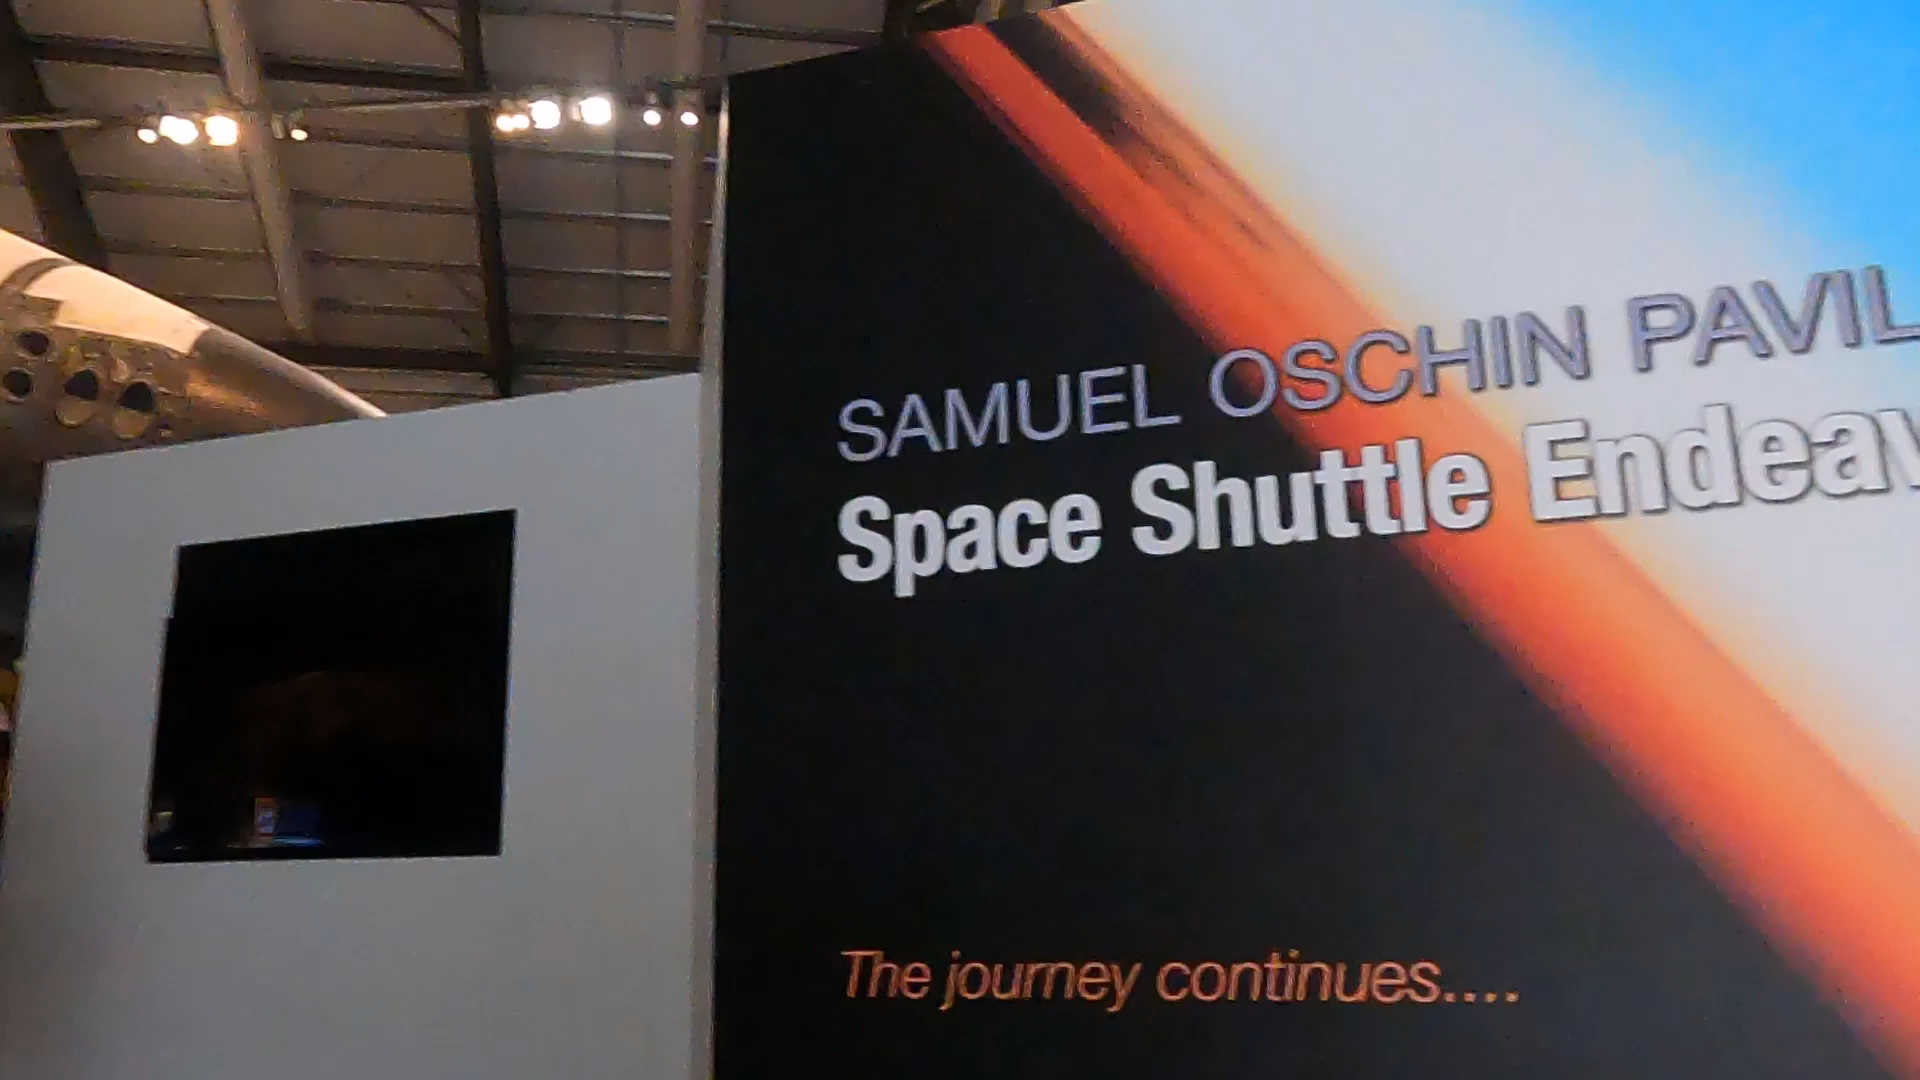 SAMUEL OSCHIN PAVIL
Space Shuttle Endeav
The journey continues....